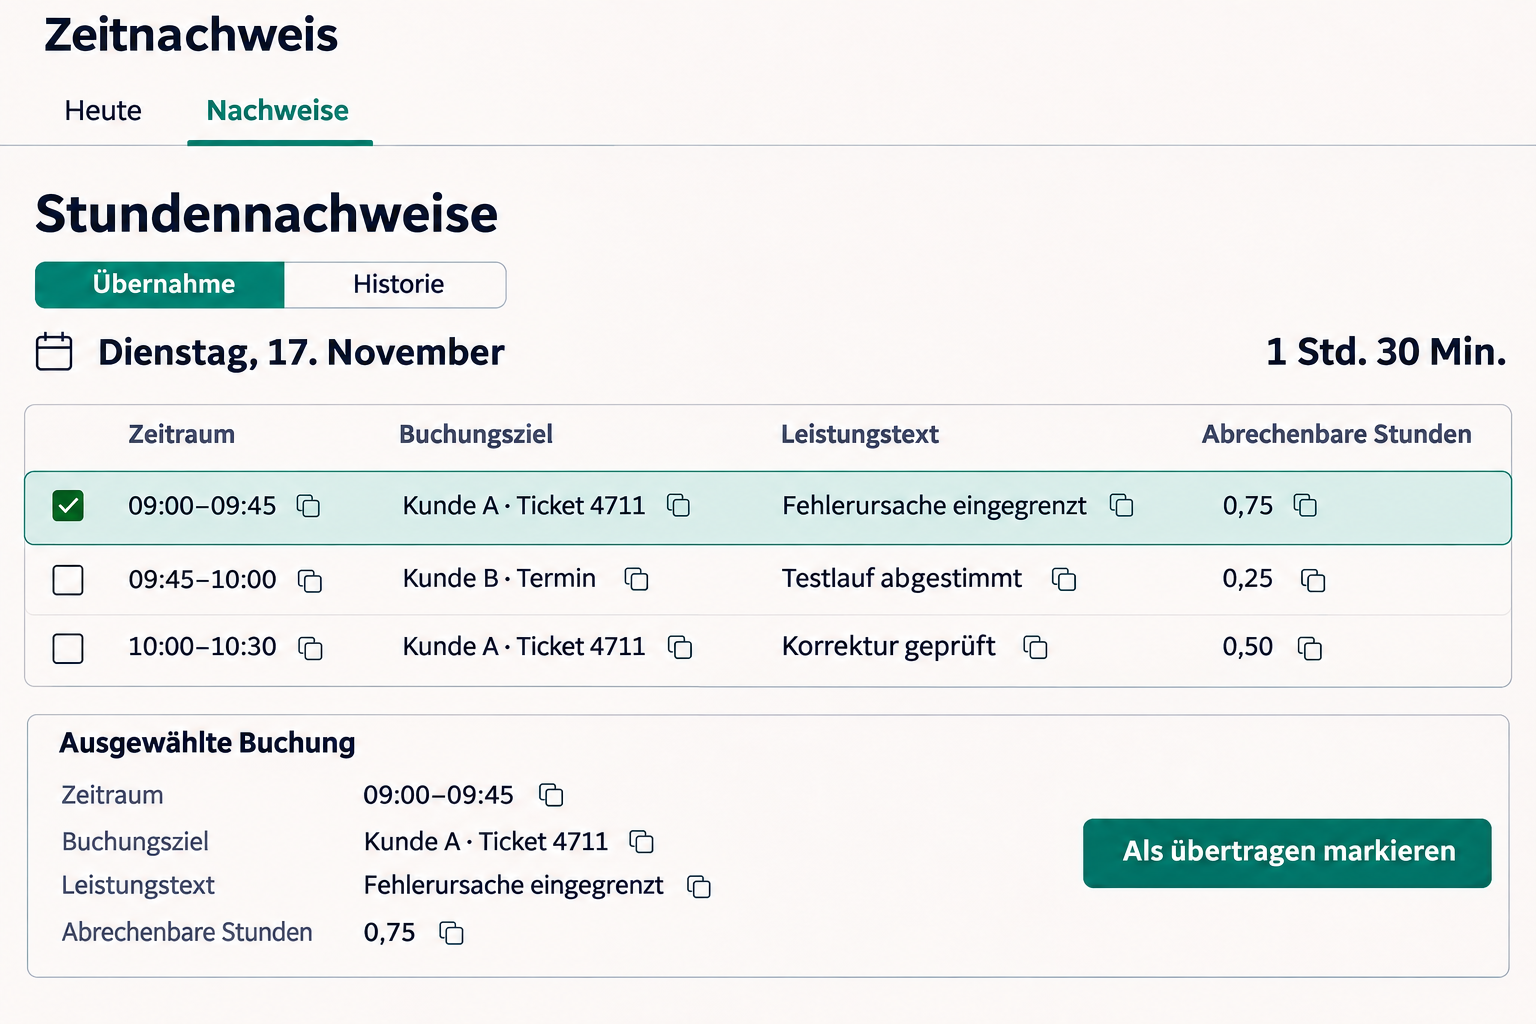 Zeitnachweis
Heute Nachweise
Stundennachweise
Übernahme Historie
Dienstag, 17. November 1 Std. 30 Min.
Zeitraum Buchungsziel Leistungstext Abrechenbare Stunden
09:00–09:45 Kunde A · Ticket 4711 Fehlerursache eingegrenzt 0,75
09:45–10:00 Kunde B · Termin Testlauf abgestimmt 0,25
10:00–10:30 Kunde A · Ticket 4711 Korrektur geprüft 0,50
Ausgewählte Buchung
Zeitraum 09:00–09:45
Buchungsziel Kunde A · Ticket 4711
Als übertragen markieren
Leistungstext Fehlerursache eingegrenzt
Abrechenbare Stunden 0,75